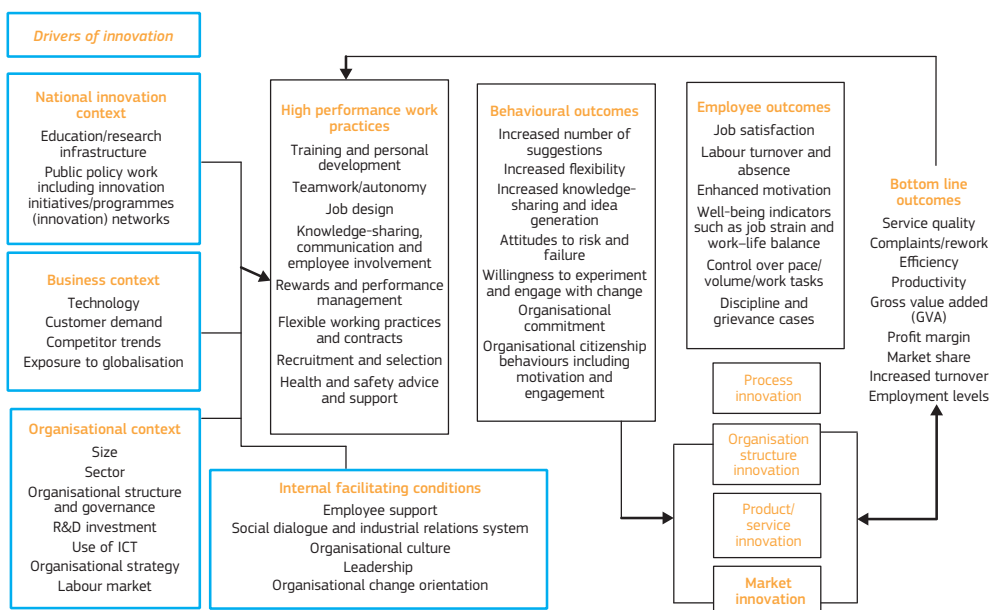 Drivers of innovation
National innovation
context
Education/research
infrastructure
Public policy work
including innovation
initiatives/programmes
(innovation) networks
Business context
Technology
Customer demand
Competitor trends
Exposure to globalisation
Organisational context
Size
Sector
Organisational structure
and governance
R&D investment
Use of ICT
Organisational strategy
Labour market
Internal facilitating conditions
Employee support
Social dialogue and industrial relations system
Organisational culture
Leadership
Organisational change orientation
High performance work
practices
Training and personal
development
Teamwork/autonomy
Job design
Knowledge-sharing,
communication and
employee involvement
Rewards and performance
management
Flexible working practices
and contracts
Recruitment and selection
Health and safety advice
and support
Behavioural outcomes
Increased number of
suggestions
Increased flexibility
Increased knowledge-
sharing and idea
generation
Attitudes to risk and
failure
Willingness to experiment
and engage with change
Organisational
commitment
Organisational citizenship
behaviours including
motivation and
engagement
Employee outcomes
Job satisfaction
Labour turnover and
absence
Enhanced motivation
Well-being indicators
such as job strain and
work–life balance
Control over pace/
volume/work tasks
Discipline and
grievance cases
Process
innovation
Organisation
structure
innovation
Product/
service
innovation
Market
innovation
Bottom line
outcomes
Service quality
Complaints/rework
Efficiency
Productivity
Gross value added
(GVA)
Profit margin
Market share
Increased turnover
Employment levels